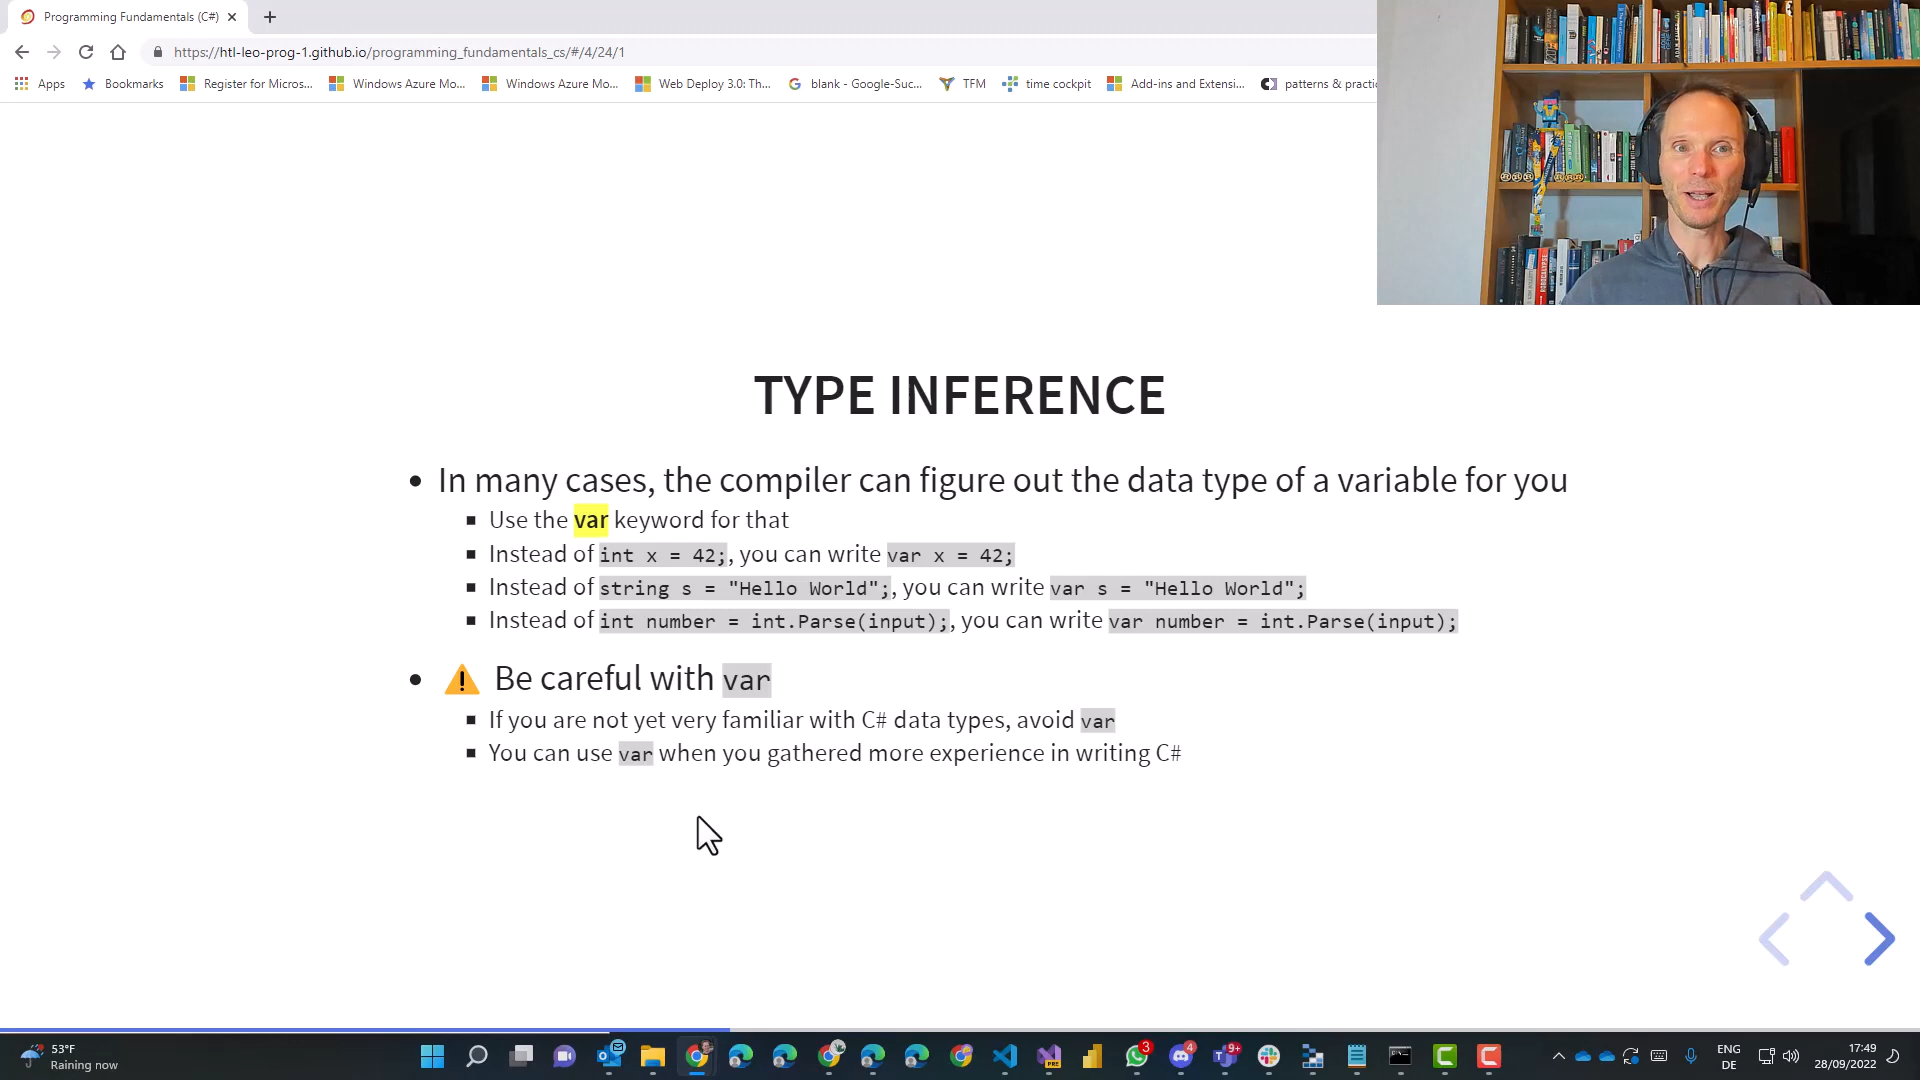 Programming Fundamentals (C#)
https://htl-leo-prog-1.github.io/programming_fundamentals_cs/#/4/24/1
Apps Bookmarks Register for Micros... Windows Azure Mo... Windows Azure Mo... Web Deploy 3.0: Th... blank - Google-Suc... TFM time cockpit Add-ins and Extensi... patterns & practi
TYPE INFERENCE
• In many cases, the compiler can figure out the data type of a variable for you
▪ Use the var keyword for that
▪ Instead of int x = 42;, you can write var x = 42;
▪ Instead of string s = "Hello World";, you can write var s = "Hello World";
▪ Instead of int number = int.Parse(input);, you can write var number = int.Parse(input);
• ⚠ Be careful with var
▪ If you are not yet very familiar with C# data types, avoid var
▪ You can use var when you gathered more experience in writing C#
53°F
Raining now
3
4
9+
PRE
ENG
DE
17:49
28/09/2022